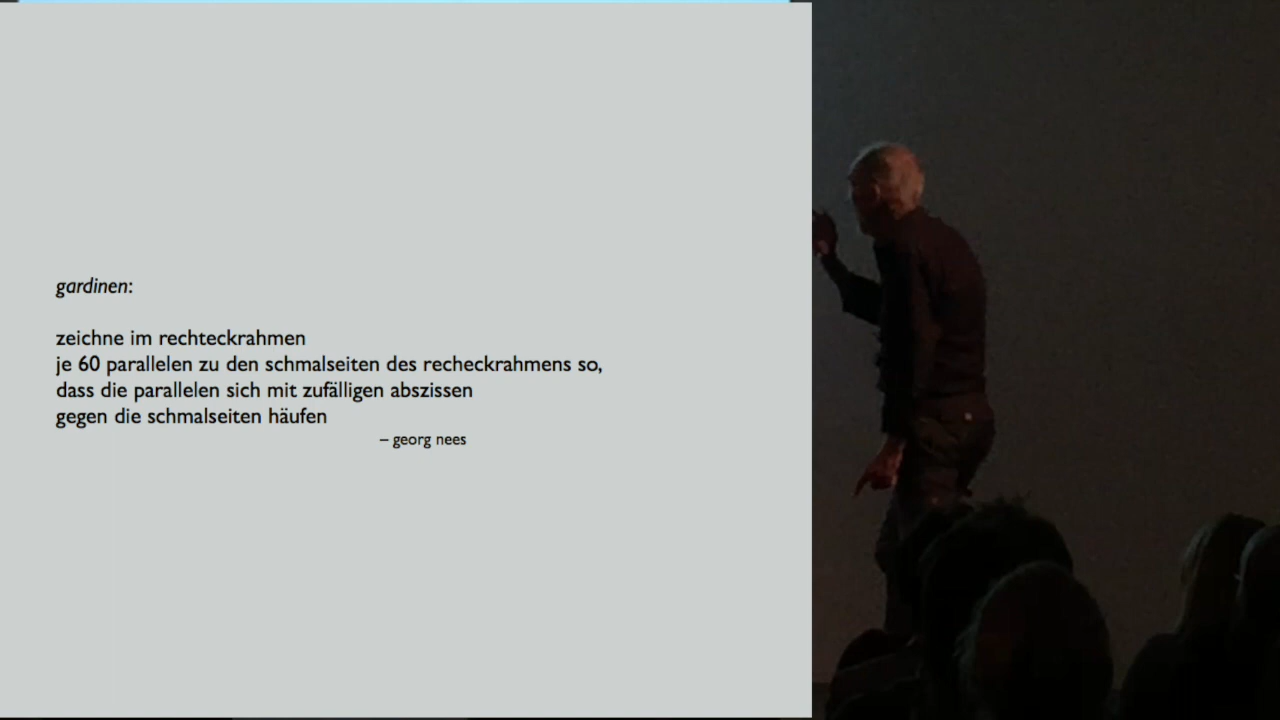 gardinen:
zeichne im rechteckrahmen
je 60 parallelen zu den schmalseiten des recheckrahmens so,
dass die parallelen sich mit zufälligen abszissen
gegen die schmalseiten häufen
– georg nees